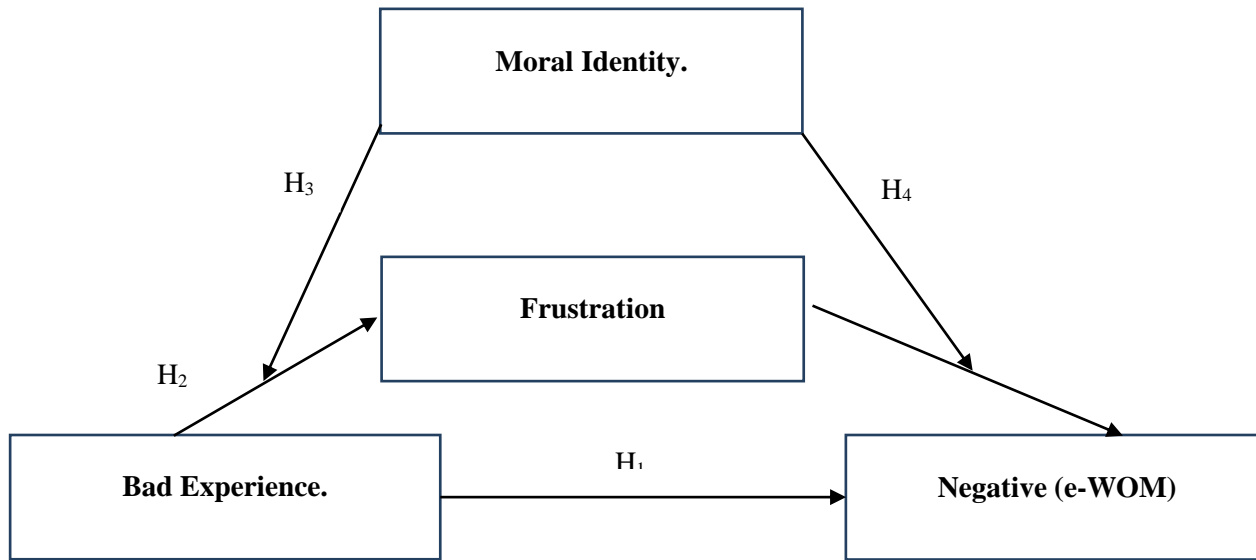 Moral Identity.
H₃
H₄
Frustration
H₂
H₁
Bad Experience.
Negative (e-WOM)